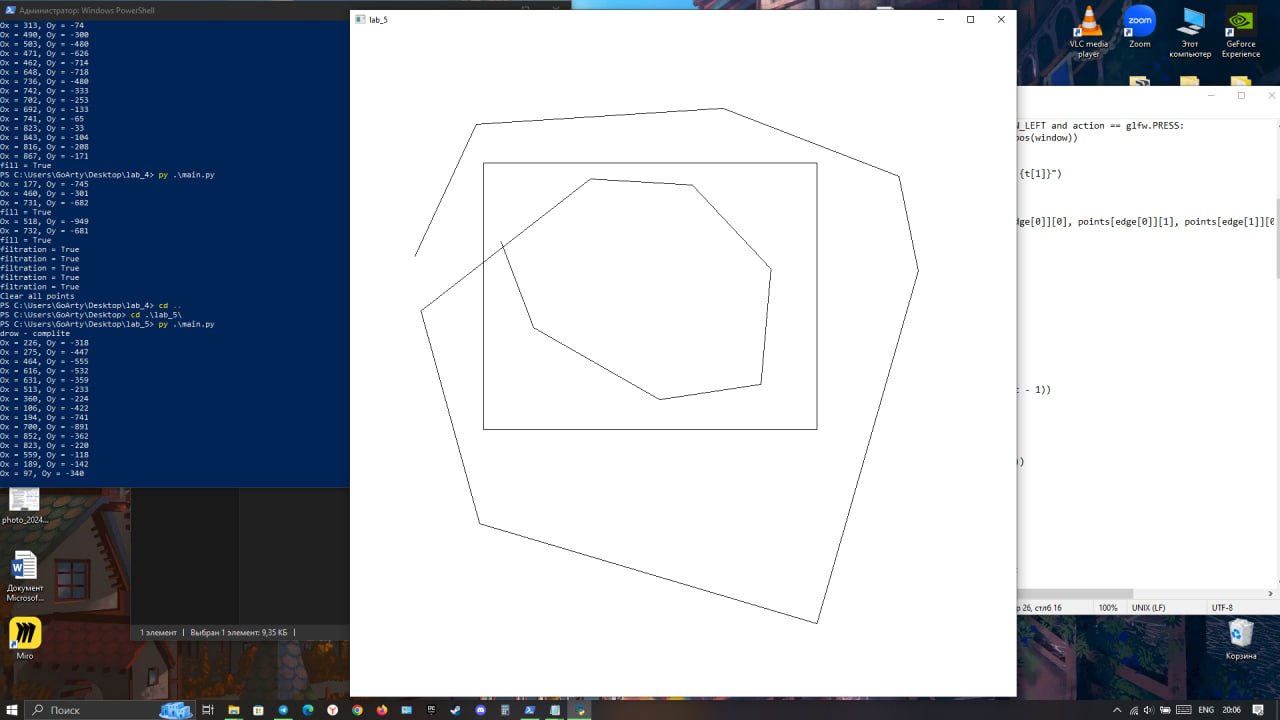 Администратор: Windows PowerShell
Ox = 313, Oy = -74
Ox = 490, Oy = -300
Ox = 503, Oy = -480
Ox = 471, Oy = -626
Ox = 462, Oy = -714
Ox = 648, Oy = -718
Ox = 736, Oy = -480
Ox = 742, Oy = -333
Ox = 702, Oy = -253
Ox = 692, Oy = -133
Ox = 741, Oy = -65
Ox = 823, Oy = -33
Ox = 843, Oy = -104
Ox = 816, Oy = -208
Ox = 867, Oy = -171
fill = True
PS C:\Users\GoArty\Desktop\lab_4> py .\main.py
Ox = 177, Oy = -745
Ox = 460, Oy = -301
Ox = 731, Oy = -682
fill = True
Ox = 518, Oy = -949
Ox = 732, Oy = -681
fill = True
filtration = True
filtration = True
filtration = True
filtration = True
filtration = True
Clear all points
PS C:\Users\GoArty\Desktop\lab_4> cd ..
PS C:\Users\GoArty\Desktop> cd .\lab_5\
PS C:\Users\GoArty\Desktop\lab_5> py .\main.py
drow - complite
Ox = 226, Oy = -318
Ox = 275, Oy = -447
Ox = 464, Oy = -555
Ox = 616, Oy = -532
Ox = 631, Oy = -359
Ox = 513, Oy = -233
Ox = 360, Oy = -224
Ox = 106, Oy = -422
Ox = 194, Oy = -741
Ox = 700, Oy = -891
Ox = 852, Oy = -362
Ox = 823, Oy = -220
Ox = 559, Oy = -118
Ox = 189, Oy = -142
Ox = 97, Oy = -340
lab_5
VLC media player
Zoom
Этот компьютер
GeForce Experience
_LEFT and action == glfw.PRESS:
pos(window))
{t[1]}")
dge[0]][0], points[edge[0]][1], points[edge[1]][0
t - 1))
))
стр 26, стлб 16
100%
UNIX (LF)
UTF-8
photo_2024...
Документ Microsof...
Miro
1 элемент
Выбран 1 элемент: 9,35 КБ
Корзина
Поиск
ENG
20:06